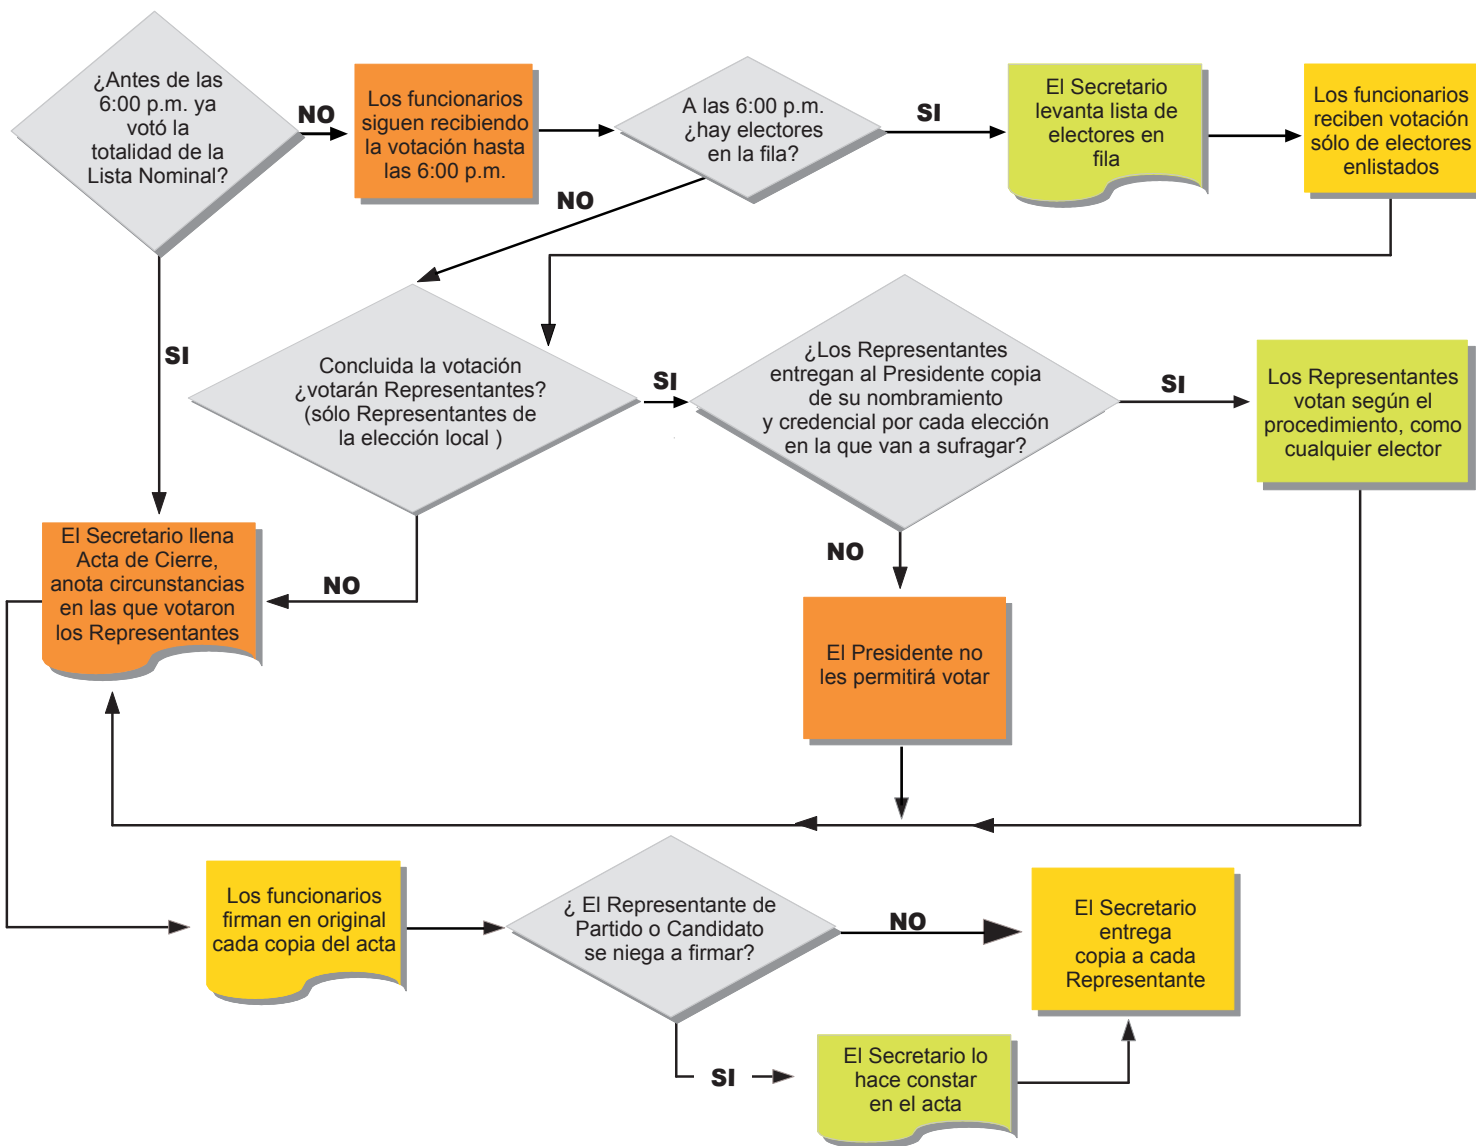 ¿Antes de las
6:00 p.m. ya
votó la
totalidad de la
Lista Nominal?
NO
Los funcionarios
siguen recibiendo
la votación hasta
las 6:00 p.m.
A las 6:00 p.m.
¿hay electores
en la fila?
SI
El Secretario
levanta lista de
electores en
fila
Los funcionarios
reciben votación
sólo de electores
enlistados
NO
SI
Concluida la votación
¿votarán Representantes?
(sólo Representantes de
la elección local )
SI
¿Los Representantes
entregan al Presidente copia
de su nombramiento
y credencial por cada elección
en la que van a sufragar?
SI
Los Representantes
votan según el
procedimiento, como
cualquier elector
El Secretario llena
Acta de Cierre,
anota circunstancias
en las que votaron
los Representantes
NO
NO
El Presidente no
les permitirá votar
Los funcionarios
firman en original
cada copia del acta
¿ El Representante de
Partido o Candidato
se niega a firmar?
NO
El Secretario
entrega
copia a cada
Representante
SI
El Secretario lo
hace constar
en el acta